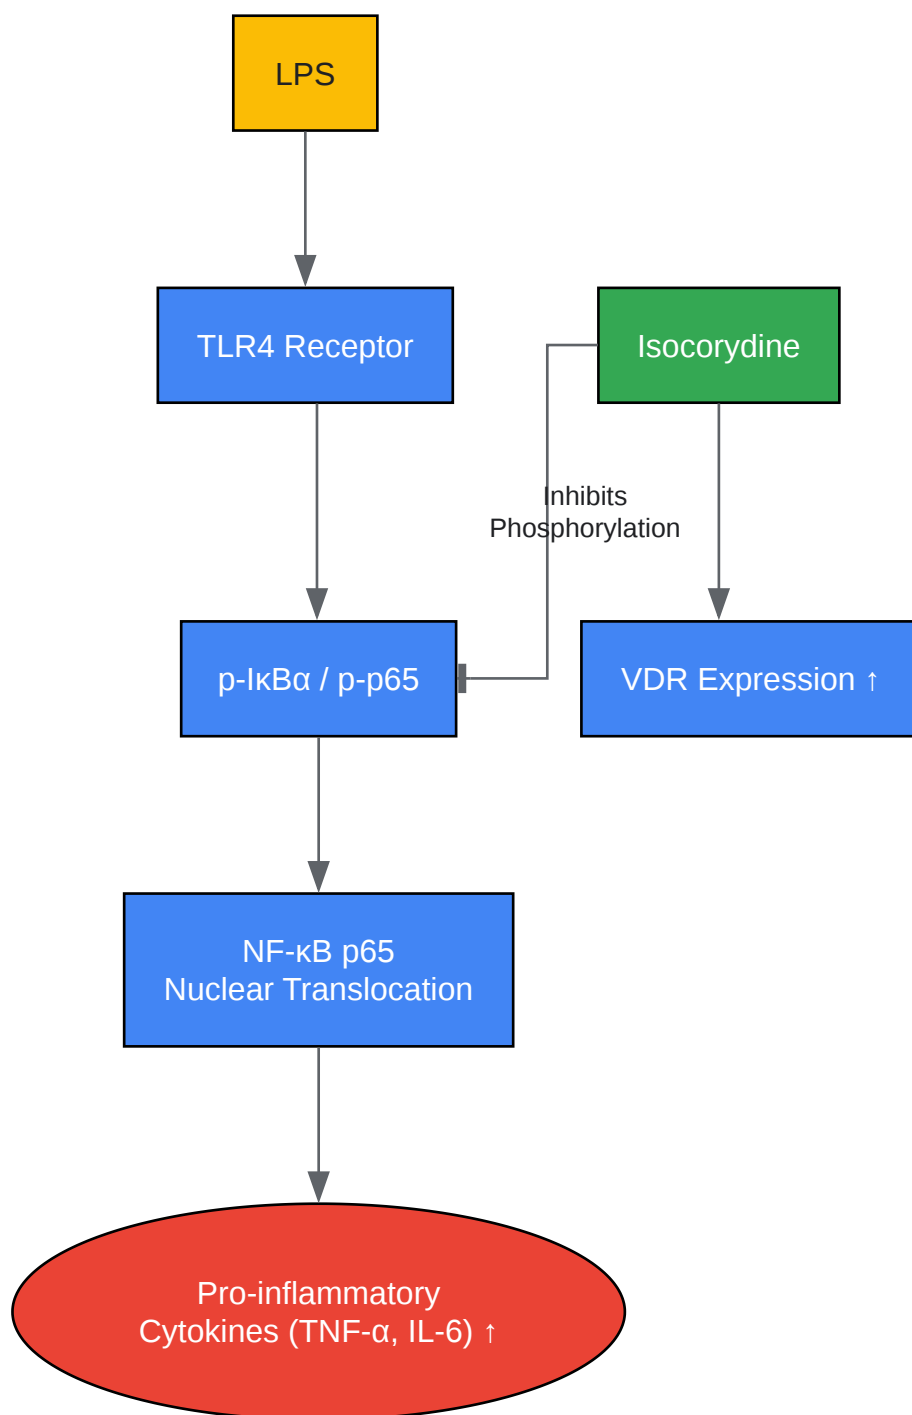 LPS
TLR4 Receptor
Isocorydine
Inhibits
Phosphorylation
p-IκBα / p-p65
VDR Expression ↑
NF-κB p65
Nuclear Translocation
Pro-inflammatory
Cytokines (TNF-α, IL-6) ↑